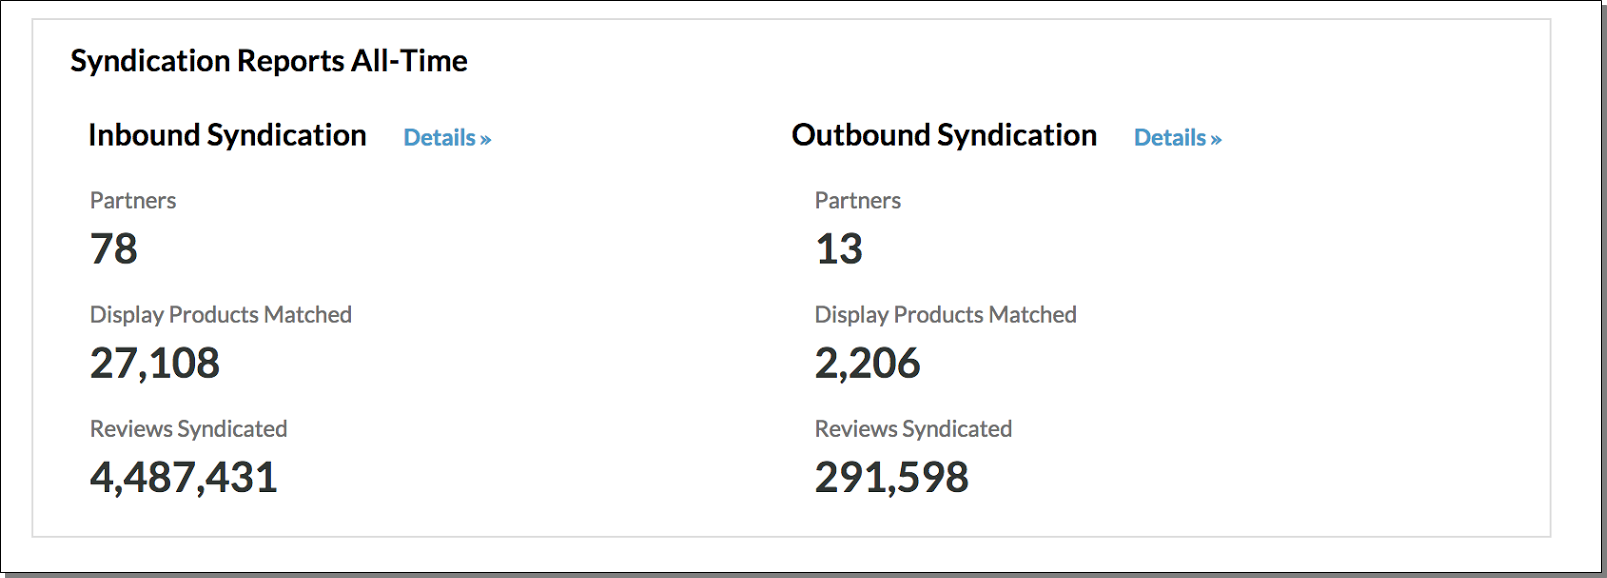 Syndication Reports All-Time
Inbound Syndication Details »
Partners
78
Display Products Matched
27,108
Reviews Syndicated
4,487,431
Outbound Syndication Details »
Partners
13
Display Products Matched
2,206
Reviews Syndicated
291,598